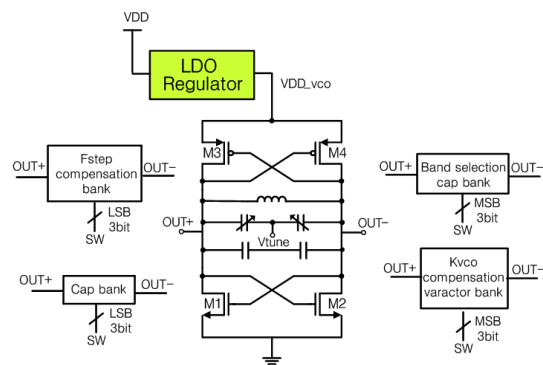 VDD
LDO
Regulator
VDD_vco
M3
M4
OUT+
Fstep
compensation
bank
OUT−
LSB
3bit
SW
OUT+
Band selection
cap bank
OUT−
MSB
3bit
SW
OUT+
Vtune
OUT−
OUT+
Cap bank
OUT−
LSB
3bit
SW
M1
M2
OUT+
Kvco
compensation
varactor bank
OUT−
MSB
3bit
SW